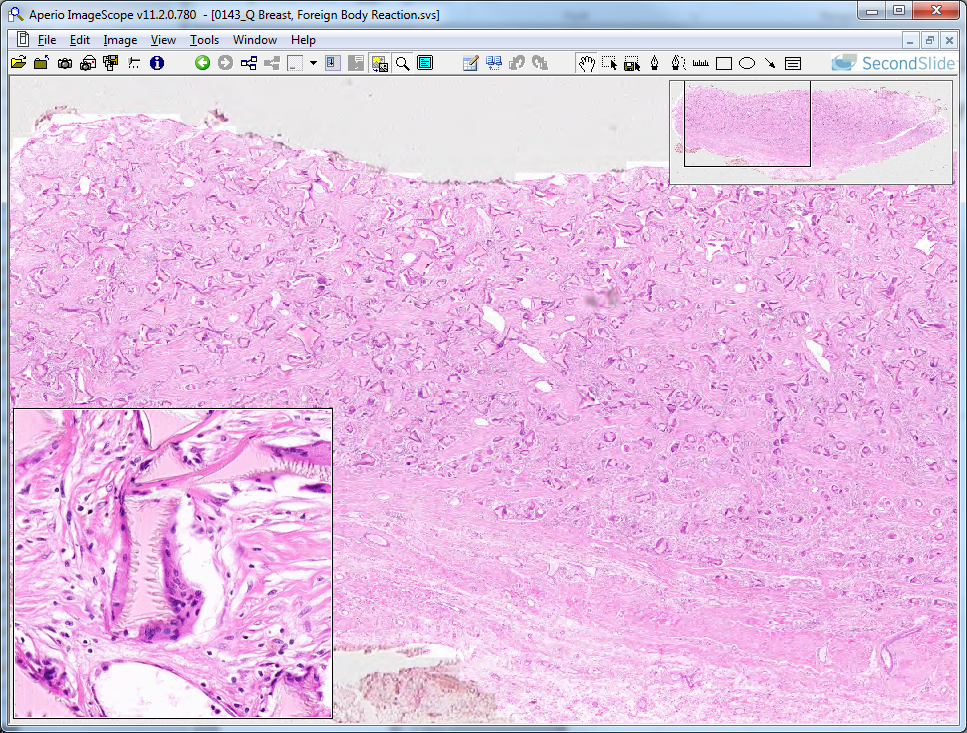 Aperio ImageScope v11.2.0.780 - [0143_Q Breast, Foreign Body Reaction.svs]
File Edit Image View Tools Window Help
SecondSlide